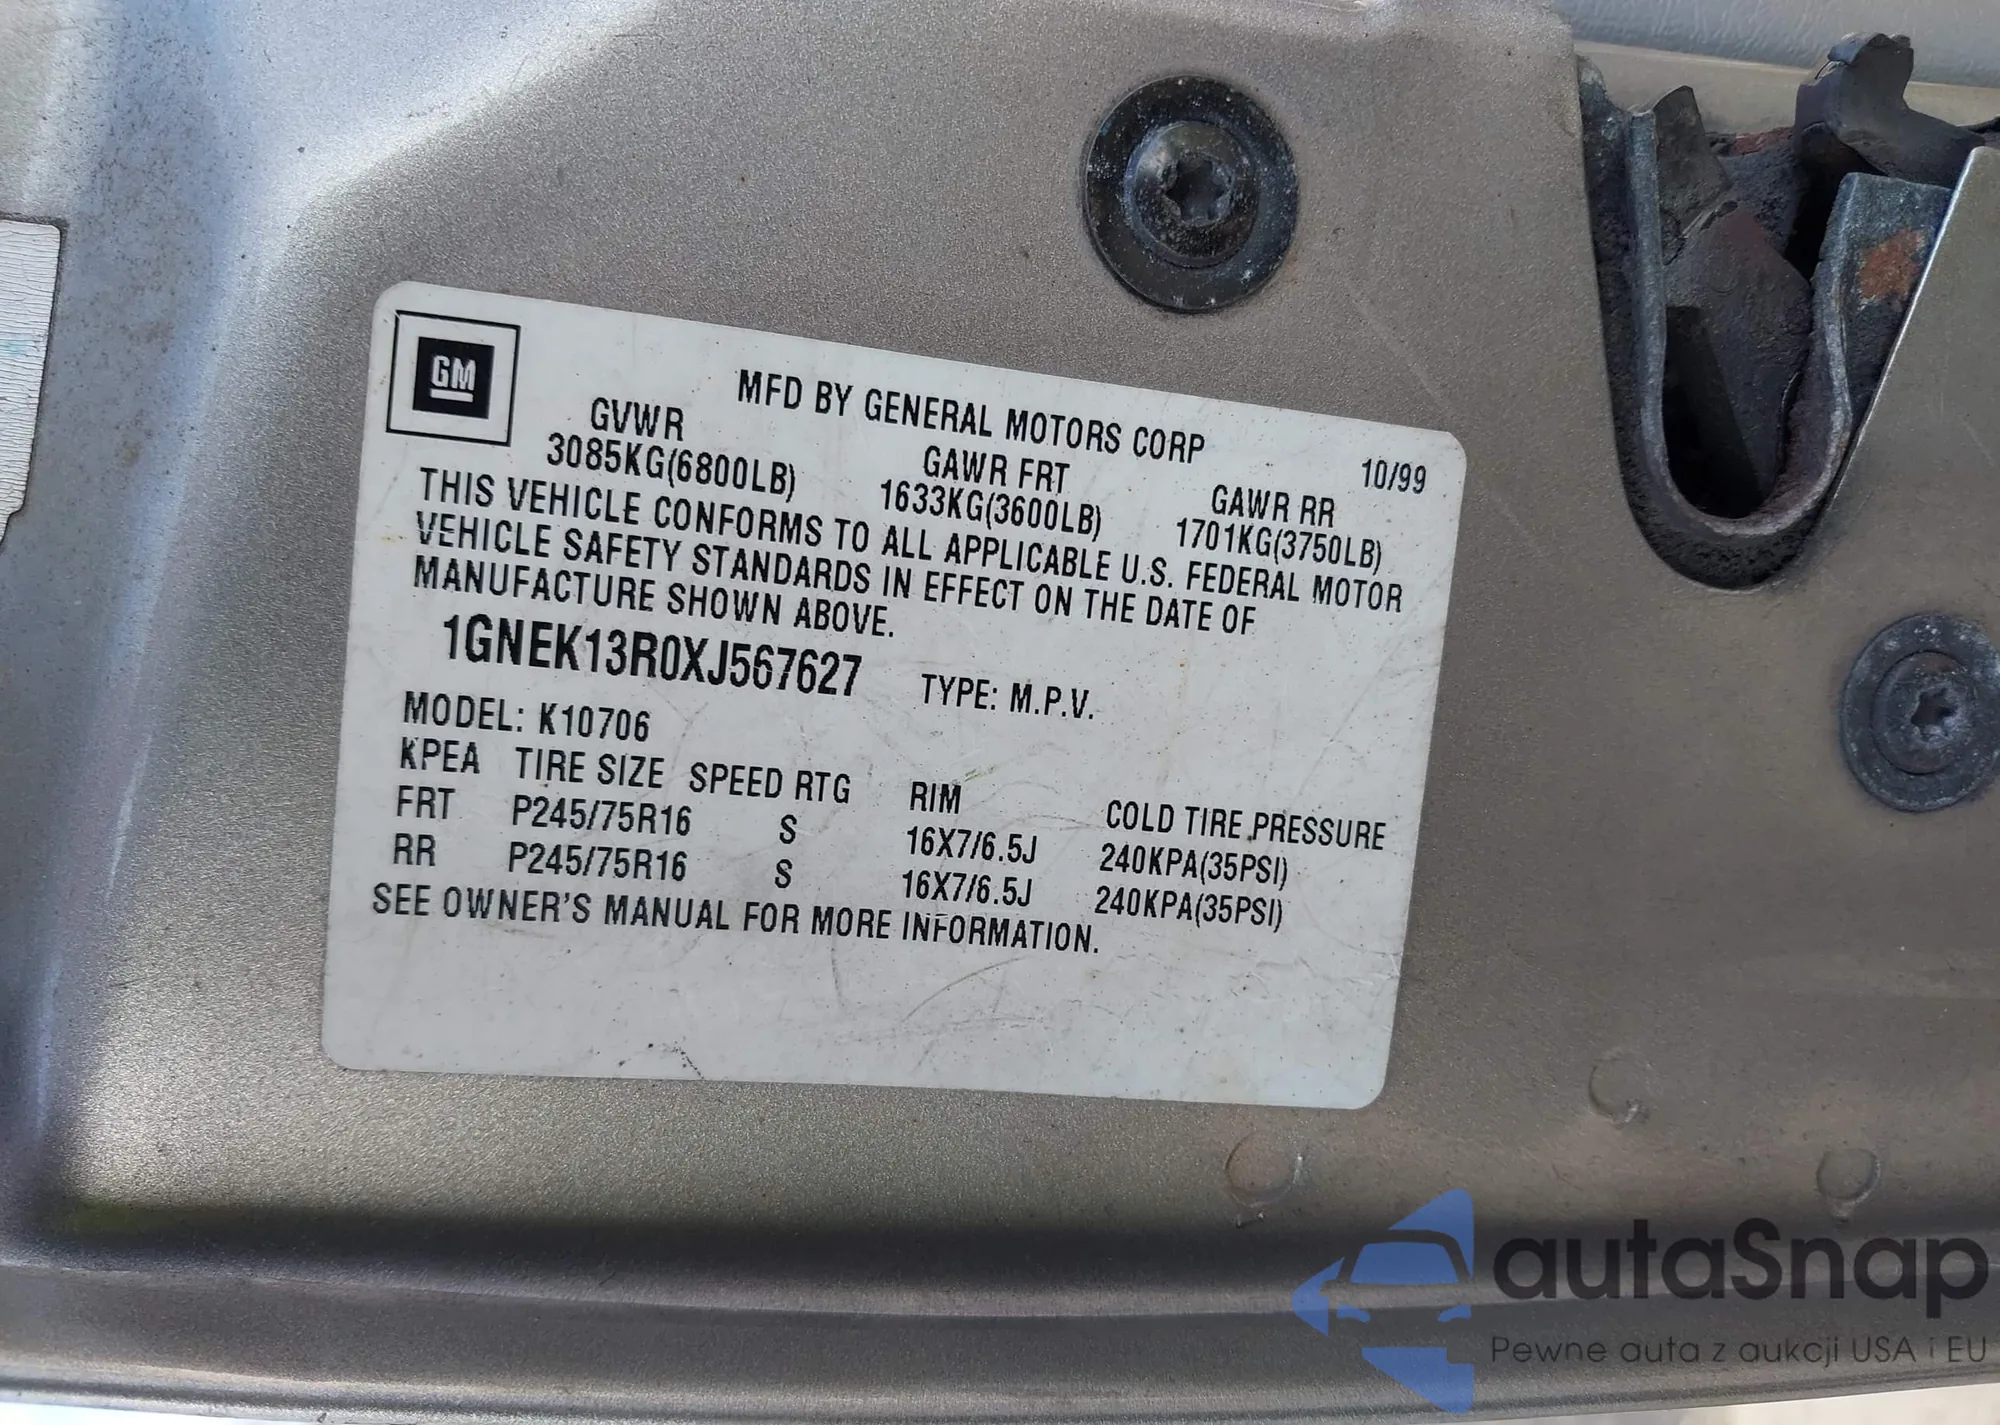 GM
MFD BY GENERAL MOTORS CORP 10/99
GVWR GAWR FRT GAWR RR
3085KG(6800LB) 1633KG(3600LB) 1701KG(3750LB)
THIS VEHICLE CONFORMS TO ALL APPLICABLE U.S. FEDERAL MOTOR
VEHICLE SAFETY STANDARDS IN EFFECT ON THE DATE OF
MANUFACTURE SHOWN ABOVE.
1GNEK13R0XJ567627 TYPE: M.P.V.
MODEL: K10706
KPEA TIRE SIZE SPEED RTG RIM COLD TIRE PRESSURE
FRT P245/75R16 S 16X7/6.5J 240KPA(35PSI)
RR P245/75R16 S 16X7/6.5J 240KPA(35PSI)
SEE OWNER'S MANUAL FOR MORE INFORMATION.
autaSnap
Pewne auta z aukcji USA i EU